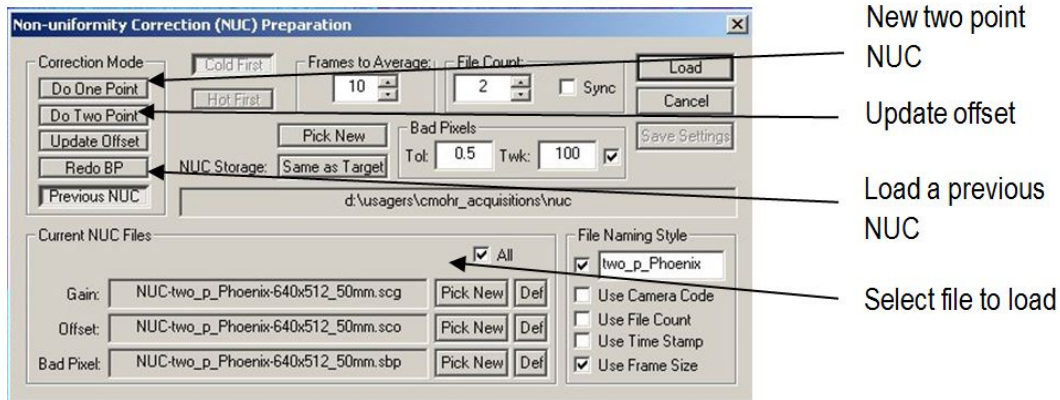 Non-uniformity Correction (NUC) Preparation
Correction Mode
Do One Point
Do Two Point
Update Offset
Redo BP
Previous NUC
Cold First
Hot First
Frames to Average:
10
File Count:
2
Sync
Load
Cancel
Save Settings
Pick New
NUC Storage:
Same as Target
Bad Pixels
Tol:
0.5
Twk:
100
d:\usagers\cmohr_acquisitions\nuc
Current NUC Files
All
Gain:
NUC-two_p_Phoenix-640x512_50mm.scg
Pick New
Def
Offset:
NUC-two_p_Phoenix-640x512_50mm.sco
Pick New
Def
Bad Pixel:
NUC-two_p_Phoenix-640x512_50mm.sbp
Pick New
Def
File Naming Style
two_p_Phoenix
Use Camera Code
Use File Count
Use Time Stamp
Use Frame Size
New two point
NUC
Update offset
Load a previous
NUC
Select file to load